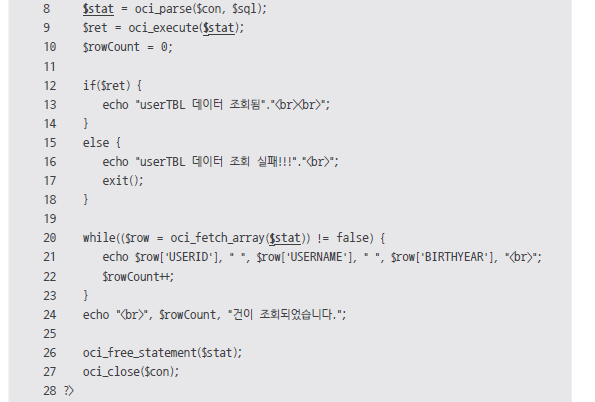 8 $stat = oci_parse($con, $sql);
9 $ret = oci_execute($stat);
10 $rowCount = 0;
11
12 if($ret) {
13 echo "userTBL 데이터 조회됨"."<br><br>";
14 }
15 else {
16 echo "userTBL 데이터 조회 실패!!!"."<br>";
17 exit();
18 }
19
20 while(($row = oci_fetch_array($stat)) != false) {
21 echo $row['USERID'], " ", $row['USERNAME'], " ", $row['BIRTHYEAR'], "<br>";
22 $rowCount++;
23 }
24 echo "<br>", $rowCount, "건이 조회되었습니다.";
25
26 oci_free_statement($stat);
27 oci_close($con);
28 ?>